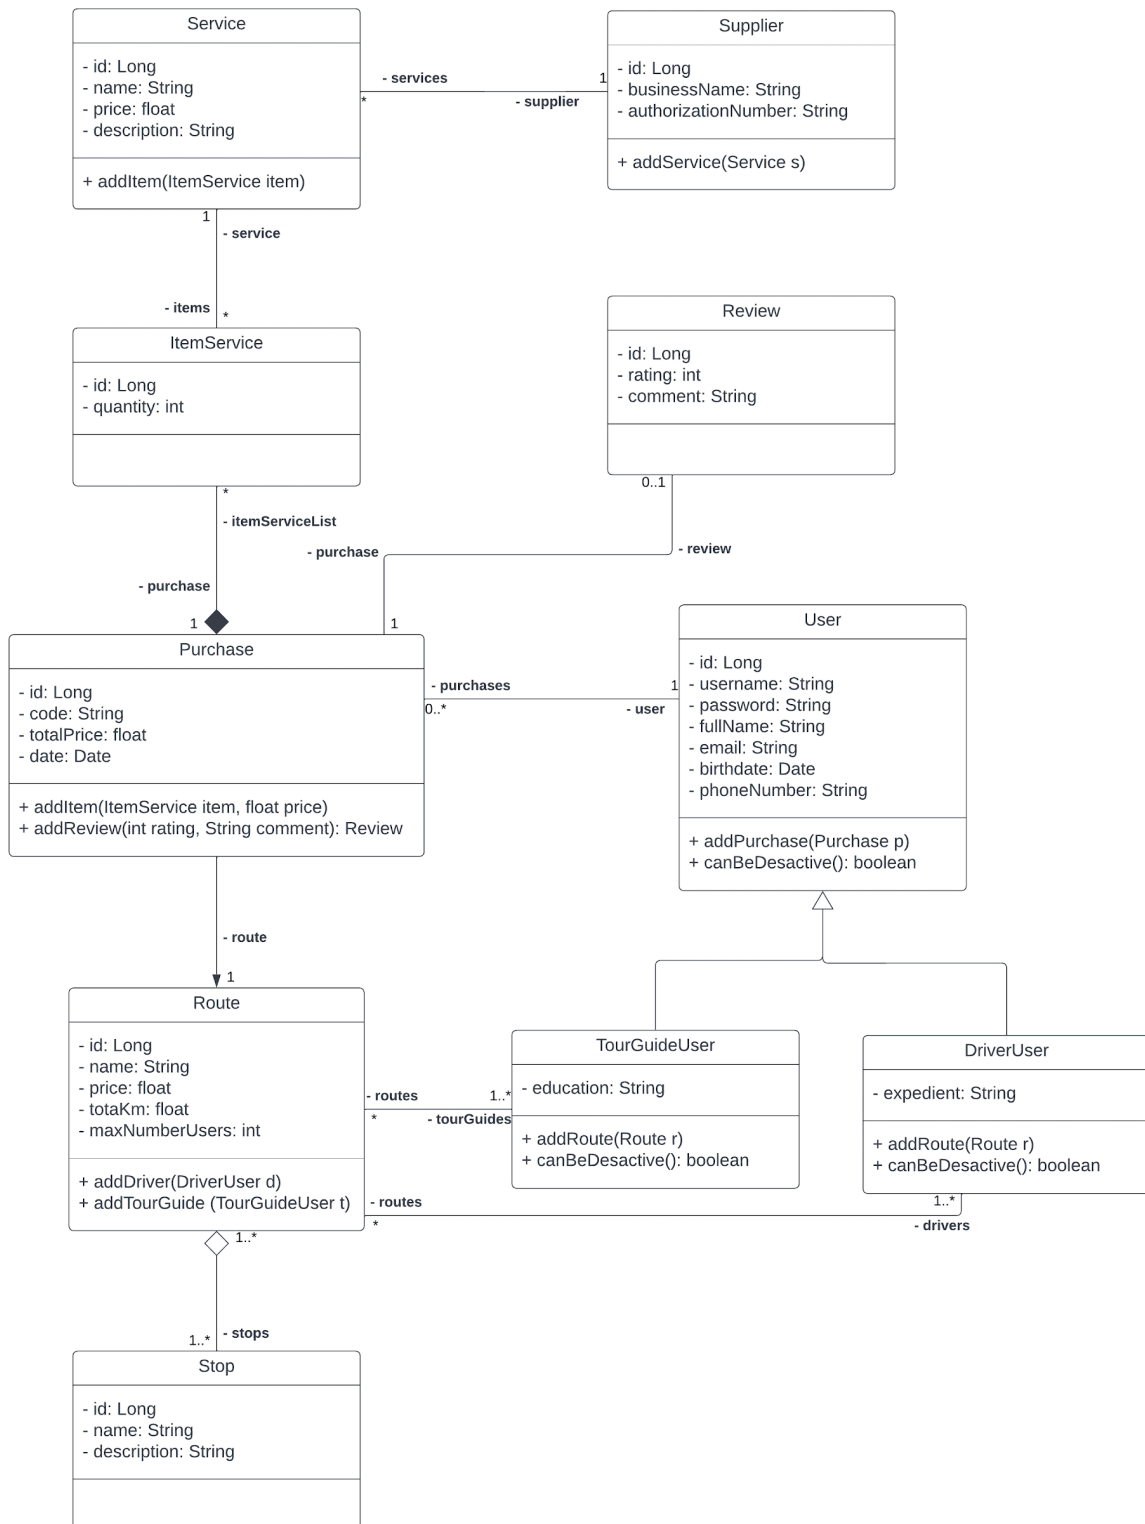 Service
- id: Long
- name: String
- price: float
- description: String
+ addItem(ItemService item)
- services
*
1
- supplier
Supplier
- id: Long
- businessName: String
- authorizationNumber: String
+ addService(Service s)
1
- service
- items
*
ItemService
- id: Long
- quantity: int
*
- itemServiceList
- purchase
1
Review
- id: Long
- rating: int
- comment: String
0..1
- review
- purchase
1
Purchase
- id: Long
- code: String
- totalPrice: float
- date: Date
+ addItem(ItemService item, float price)
+ addReview(int rating, String comment): Review
- purchases
0..*
1
- user
User
- id: Long
- username: String
- password: String
- fullName: String
- email: String
- birthdate: Date
- phoneNumber: String
+ addPurchase(Purchase p)
+ canBeDesactive(): boolean
- route
1
Route
- id: Long
- name: String
- price: float
- totaKm: float
- maxNumberUsers: int
+ addDriver(DriverUser d)
+ addTourGuide (TourGuideUser t)
- routes
*
1..*
- tourGuides
TourGuideUser
- education: String
+ addRoute(Route r)
+ canBeDesactive(): boolean
DriverUser
- expedient: String
+ addRoute(Route r)
+ canBeDesactive(): boolean
- routes
*
1..*
- drivers
1..*
1..*
- stops
Stop
- id: Long
- name: String
- description: String